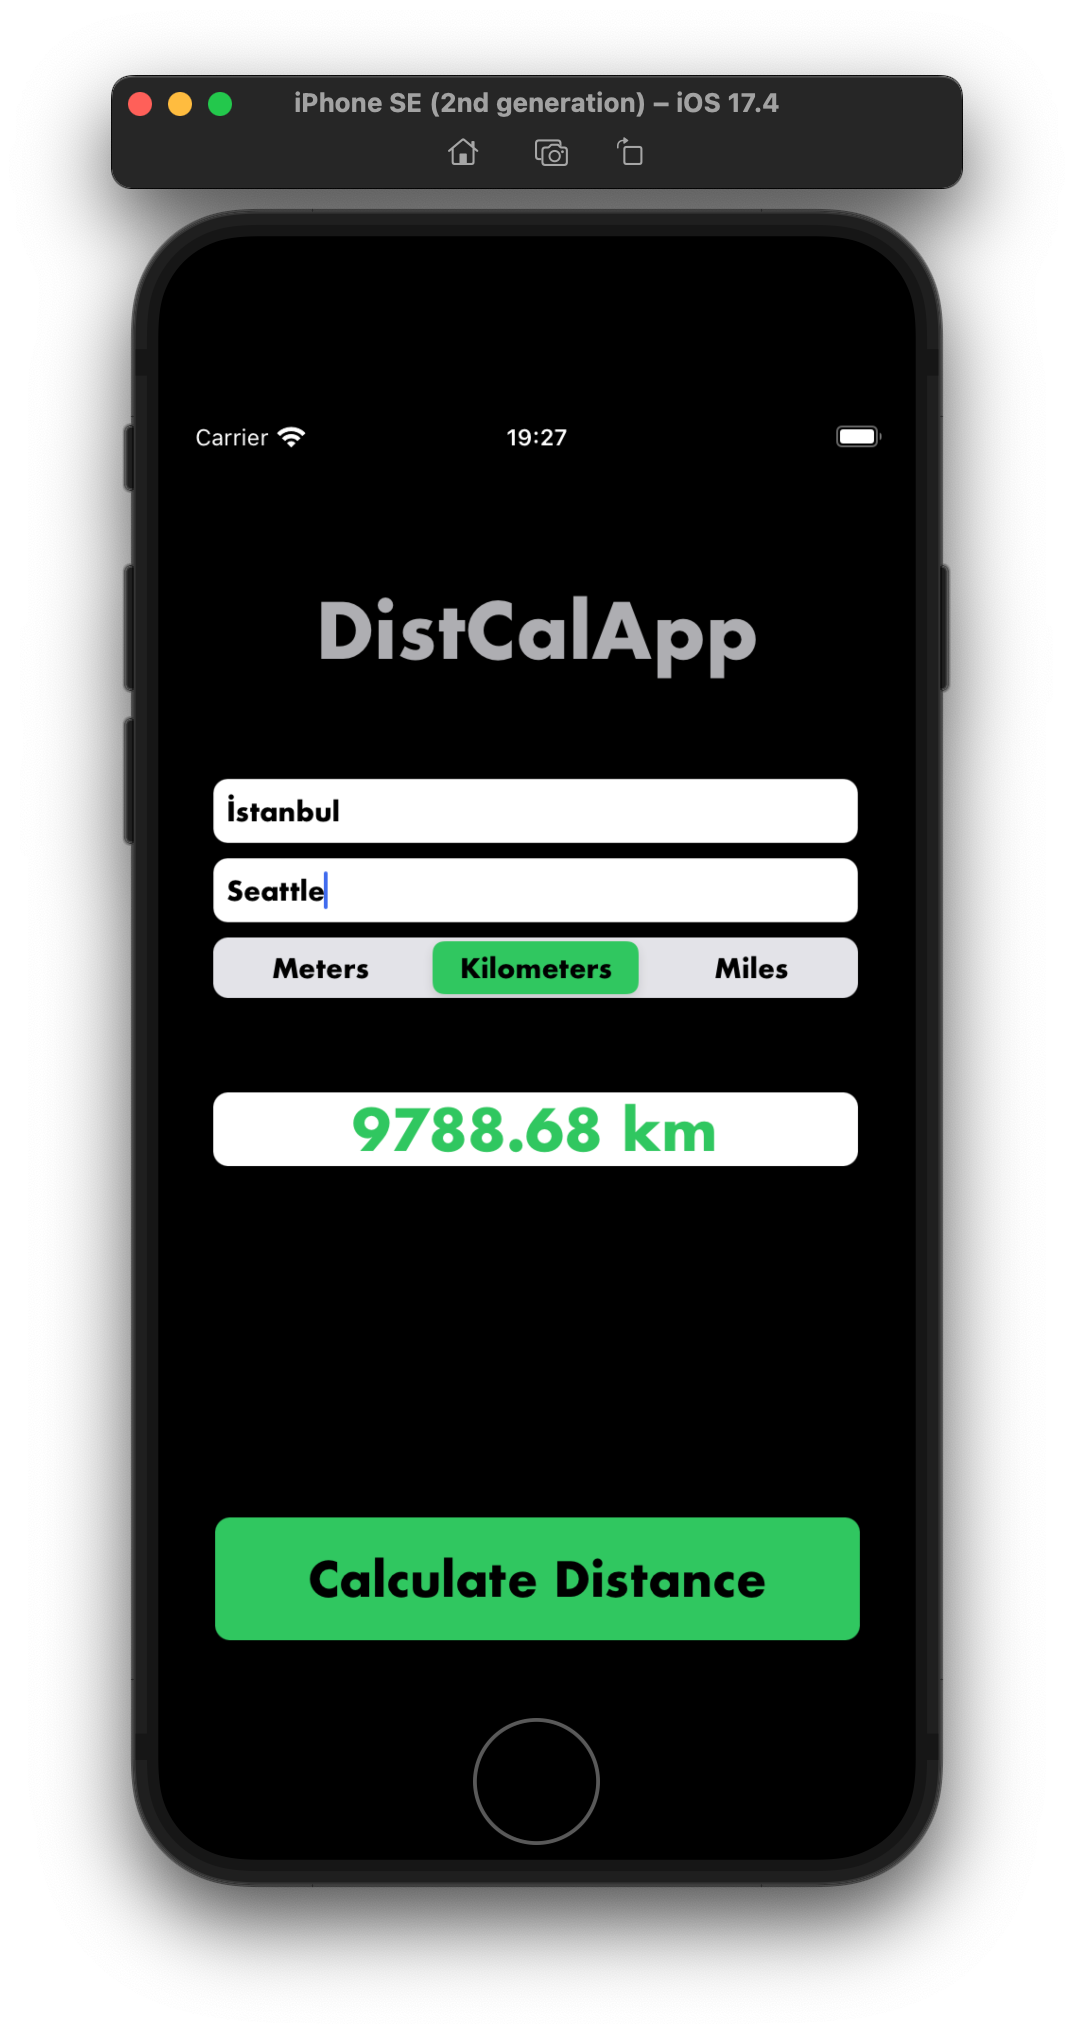 iPhone SE (2nd generation) – iOS 17.4
Carrier 19:27
DistCalApp
İstanbul
Seattle
Meters Kilometers Miles
9788.68 km
Calculate Distance